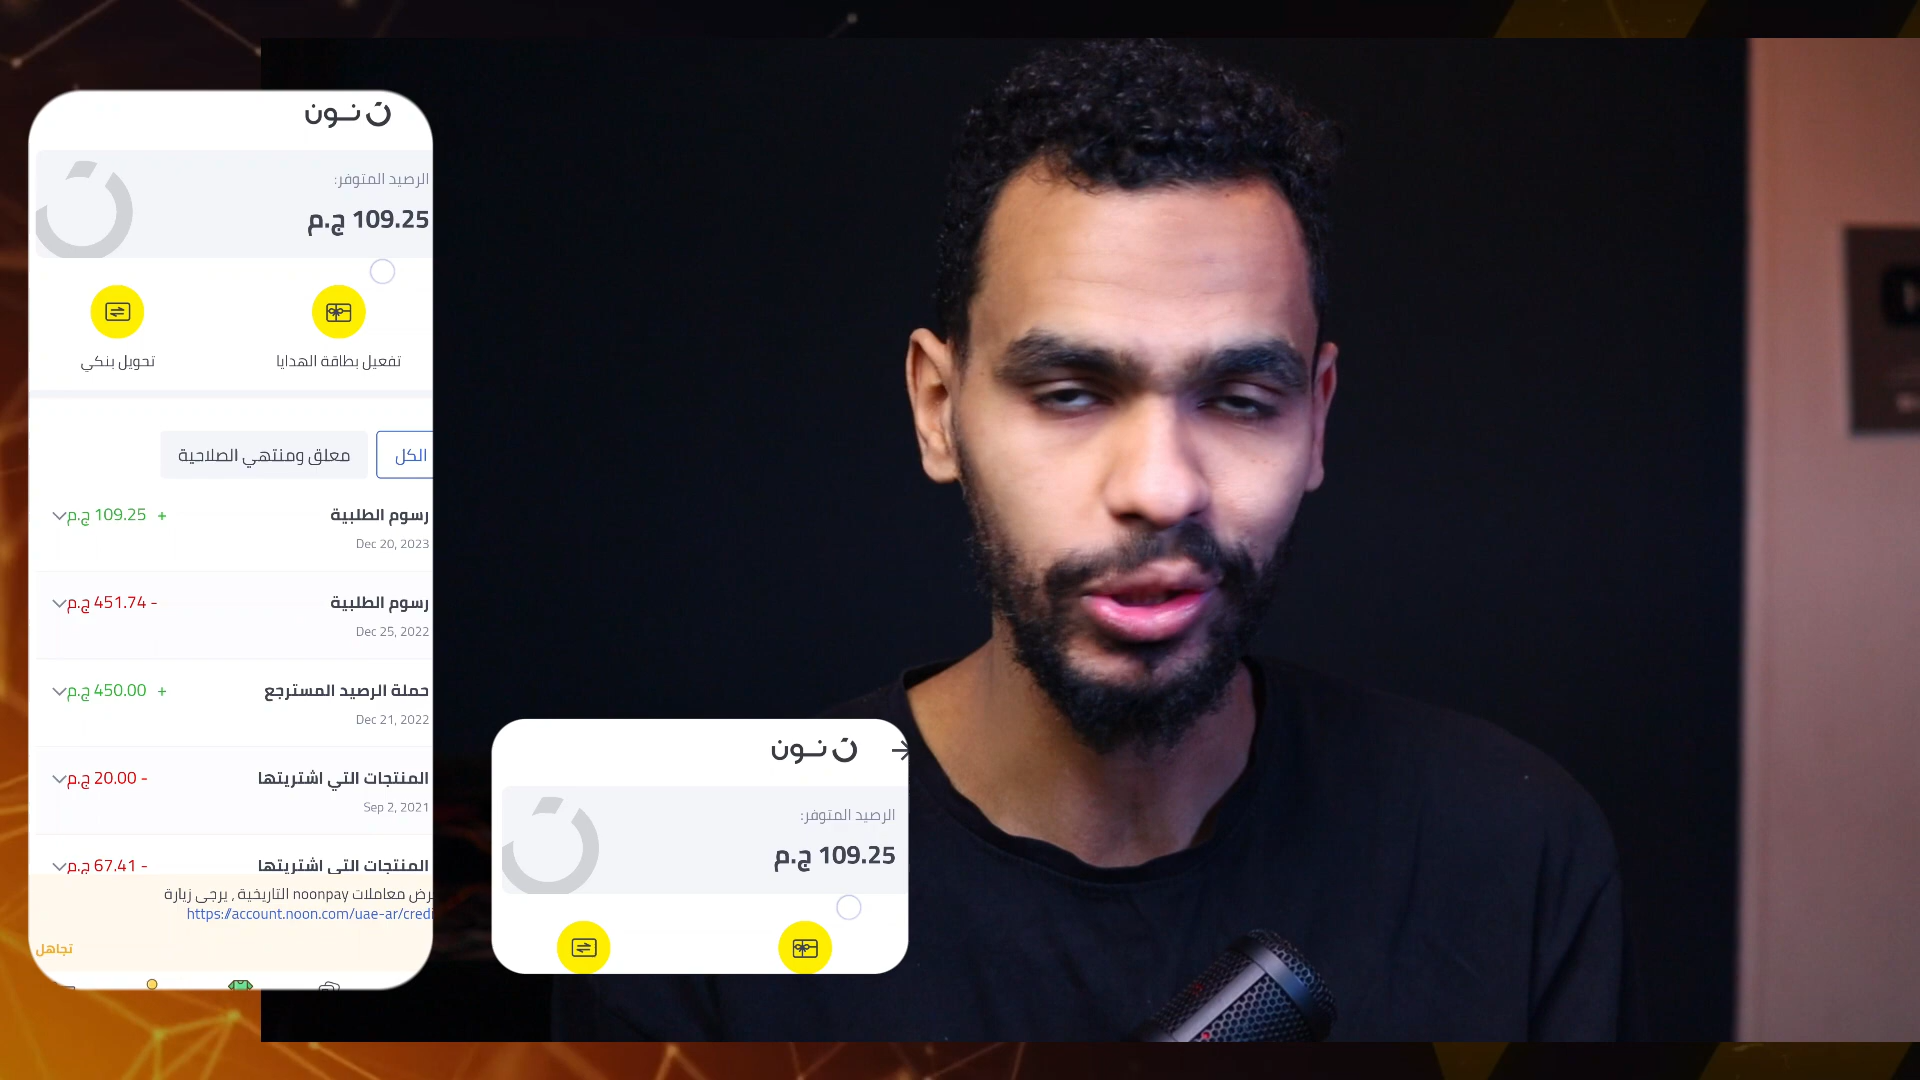 ن نـون
الرصيد المتوفر:
109.25 ج.م
تفعيل بطاقة الهدايا
تحويل بنكي
الكل
معلق ومنتهي الصلاحية
رسوم الطلبية
+ 109.25 ج.م
Dec 20, 2023
رسوم الطلبية
- 451.74 ج.م
Dec 25, 2022
حملة الرصيد المسترجع
+ 450.00 ج.م
Dec 21, 2022
المنتجات التي اشتريتها
- 20.00 ج.م
Sep 2, 2021
المنتجات التي اشتريتها
- 67.41 ج.م
معاملات noonpay التاريخية , يرجى زيارة
https://account.noon.com/uae-ar/credi
تجاهل
ن نـون
الرصيد المتوفر:
109.25 ج.م